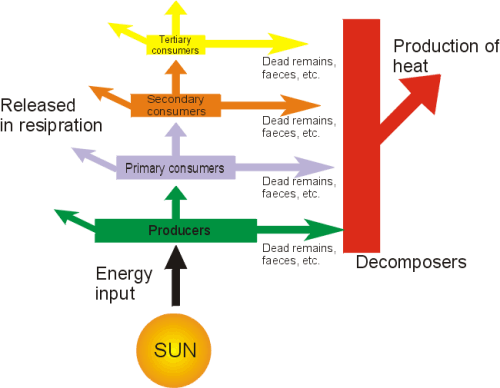 Tertiary
consumers
Dead remains,
faeces, etc.
Production of
heat
Released
in resipration
Secondary
consumers
Dead remains,
faeces, etc.
Primary consumers
Dead remains,
faeces, etc.
Producers
Dead remains,
faeces, etc.
Decomposers
Energy
input
SUN